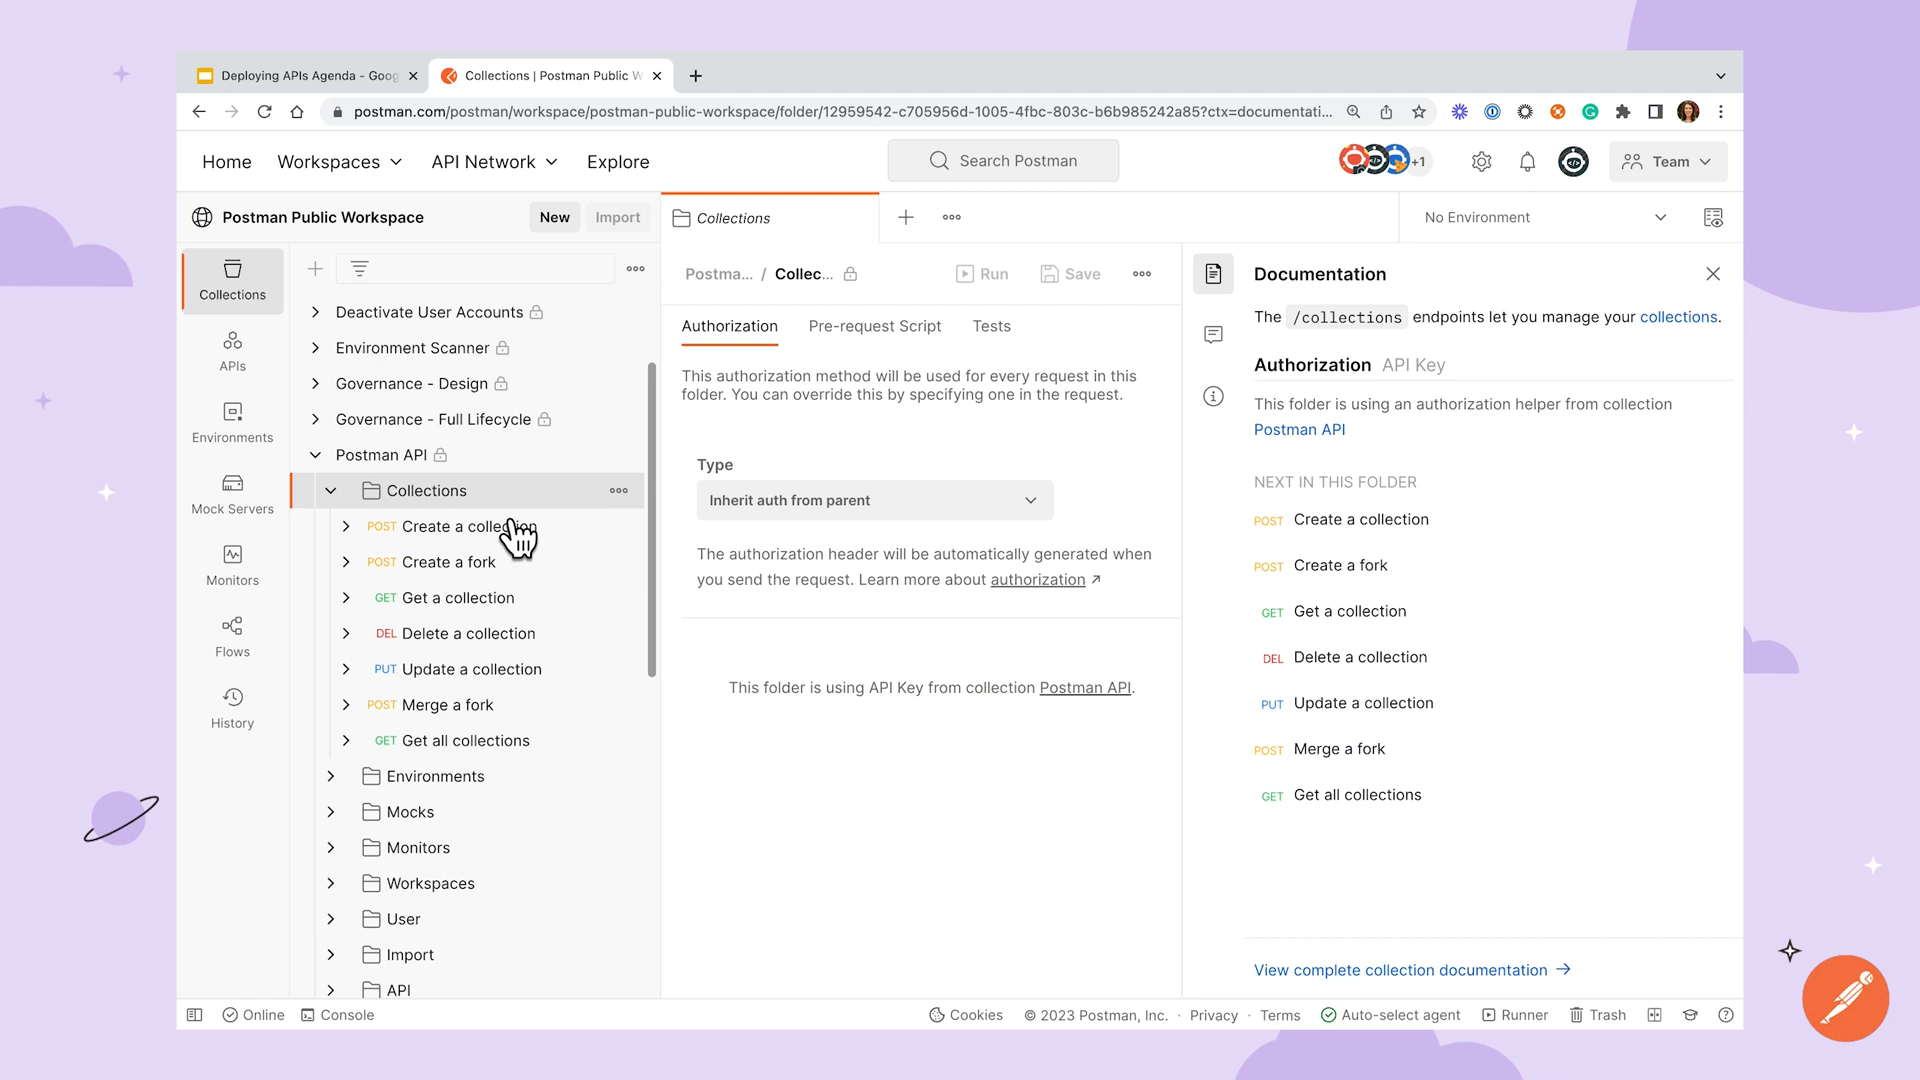 Deploying APIs Agenda - Goog
Collections | Postman Public W
postman.com/postman/workspace/postman-public-workspace/folder/12959542-c705956d-1005-4fbc-803c-b6b985242a85?ctx=documentati...
Home
Workspaces
API Network
Explore
Search Postman
+1
Team
Postman Public Workspace
New
Import
Collections
No Environment
Collections
APIs
Environments
Mock Servers
Monitors
Flows
History
Deactivate User Accounts
Environment Scanner
Governance - Design
Governance - Full Lifecycle
Postman API
Collections
POST Create a collection
POST Create a fork
GET Get a collection
DEL Delete a collection
PUT Update a collection
POST Merge a fork
GET Get all collections
Environments
Mocks
Monitors
Workspaces
User
Import
API
Postma... / Collec...
Run
Save
Authorization
Pre-request Script
Tests
This authorization method will be used for every request in this
folder. You can override this by specifying one in the request.
Type
Inherit auth from parent
The authorization header will be automatically generated when
you send the request. Learn more about authorization ↗
This folder is using API Key from collection Postman API.
Documentation
The /collections endpoints let you manage your collections.
Authorization API Key
This folder is using an authorization helper from collection
Postman API
NEXT IN THIS FOLDER
POST Create a collection
POST Create a fork
GET Get a collection
DEL Delete a collection
PUT Update a collection
POST Merge a fork
GET Get all collections
View complete collection documentation →
Online
Console
Cookies
© 2023 Postman, Inc.
·
Privacy
·
Terms
Auto-select agent
Runner
Trash